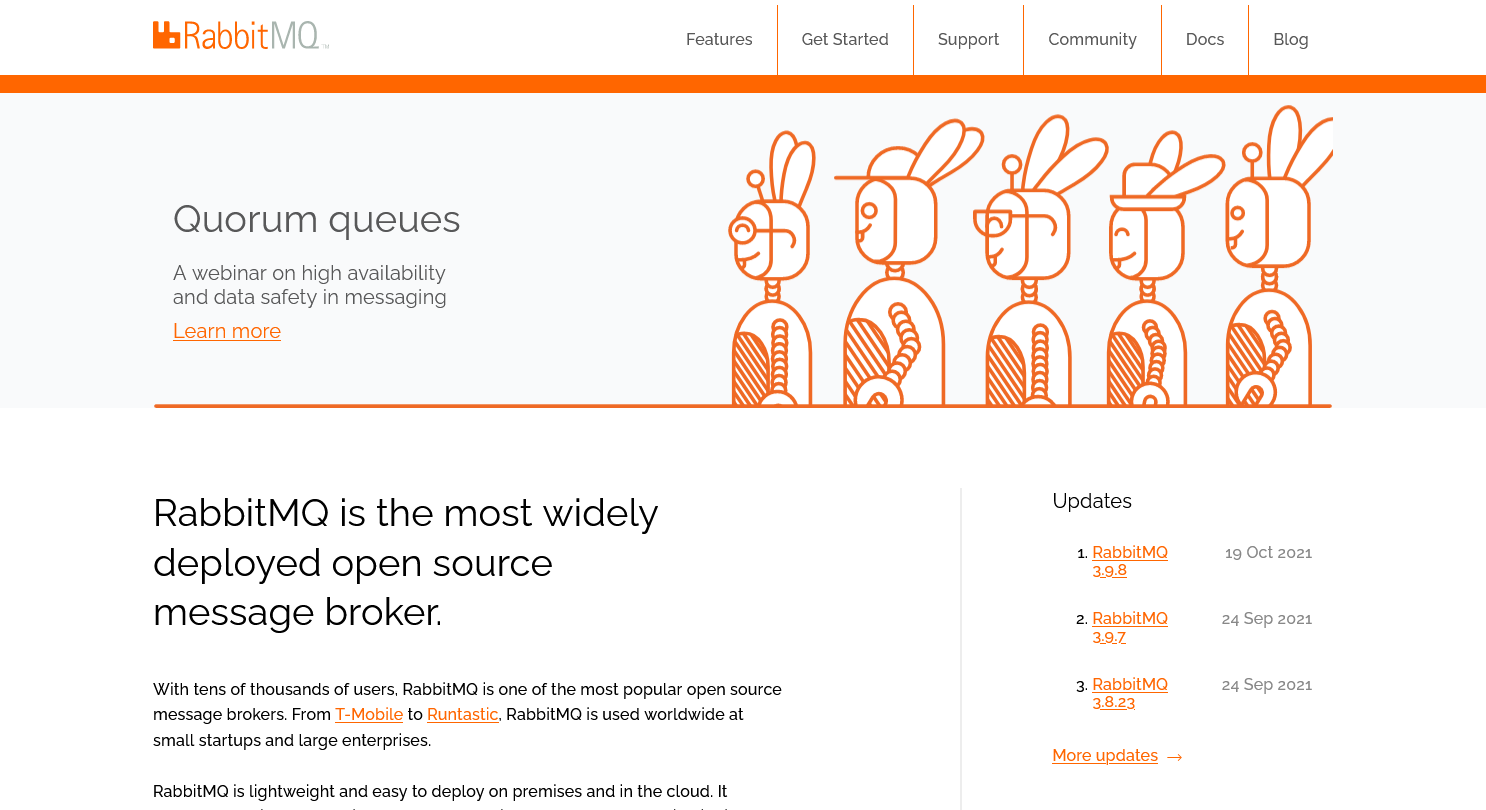 RabbitMQ TM
Features
Get Started
Support
Community
Docs
Blog
Quorum queues
A webinar on high availability
and data safety in messaging
Learn more
RabbitMQ is the most widely
deployed open source
message broker.
With tens of thousands of users, RabbitMQ is one of the most popular open source
message brokers. From T-Mobile to Runtastic, RabbitMQ is used worldwide at
small startups and large enterprises.
RabbitMQ is lightweight and easy to deploy on premises and in the cloud. It
Updates
1. RabbitMQ 19 Oct 2021
3.9.8
2. RabbitMQ 24 Sep 2021
3.9.7
3. RabbitMQ 24 Sep 2021
3.8.23
More updates →